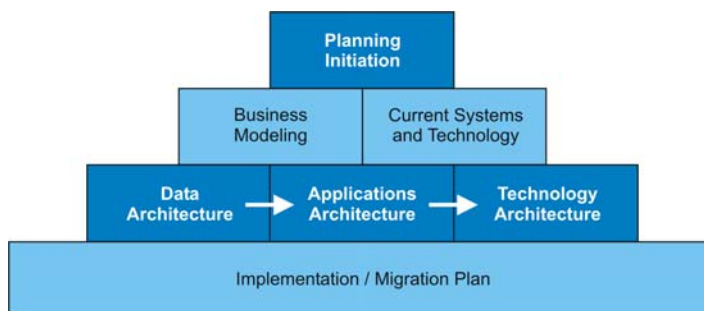 Planning
Initiation
Business
Modeling
Current Systems
and Technology
Data
Architecture
Applications
Architecture
Technology
Architecture
Implementation / Migration Plan